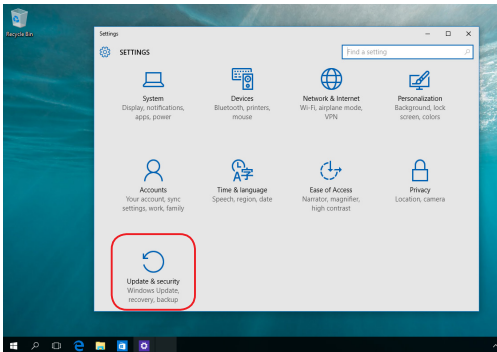 Recycle Bin
Settings
SETTINGS
Find a setting
System
Display, notifications,
apps, power
Devices
Bluetooth, printers,
mouse
Network & Internet
Wi-Fi, airplane mode,
VPN
Personalization
Background, lock
screen, colors
Accounts
Your account, sync
settings, work, family
Time & language
Speech, region, date
Ease of Access
Narrator, magnifier,
high contrast
Privacy
Location, camera
Update & security
Windows Update,
recovery, backup